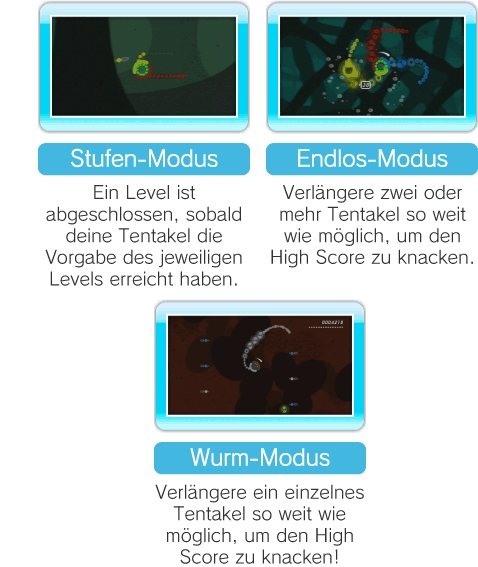 Stufen-Modus
Ein Level ist
abgeschlossen, sobald
deine Tentakel die
Vorgabe des jeweiligen
Levels erreicht haben.
Endlos-Modus
Verlängere zwei oder
mehr Tentakel so weit
wie möglich, um den
High Score zu knacken.
Wurm-Modus
Verlängere ein einzelnes
Tentakel so weit wie
möglich, um den High
Score zu knacken!